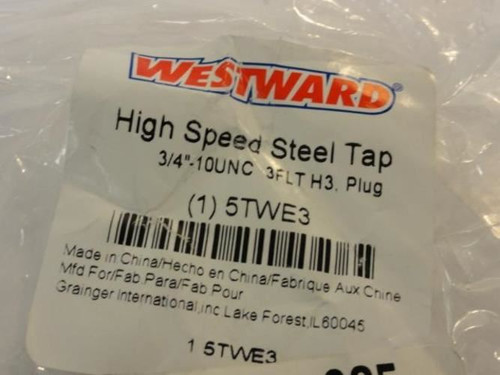 WESTWARD®
High Speed Steel Tap
3/4"-10UNC 3FLT H3, Plug
(1) 5TWE3
Made in China/Hecho en China/Fabrique Aux Chine
Mfd For/Fab Para/Fab Pour
Grainger International,inc Lake Forest,IL60045
1 5TWE3